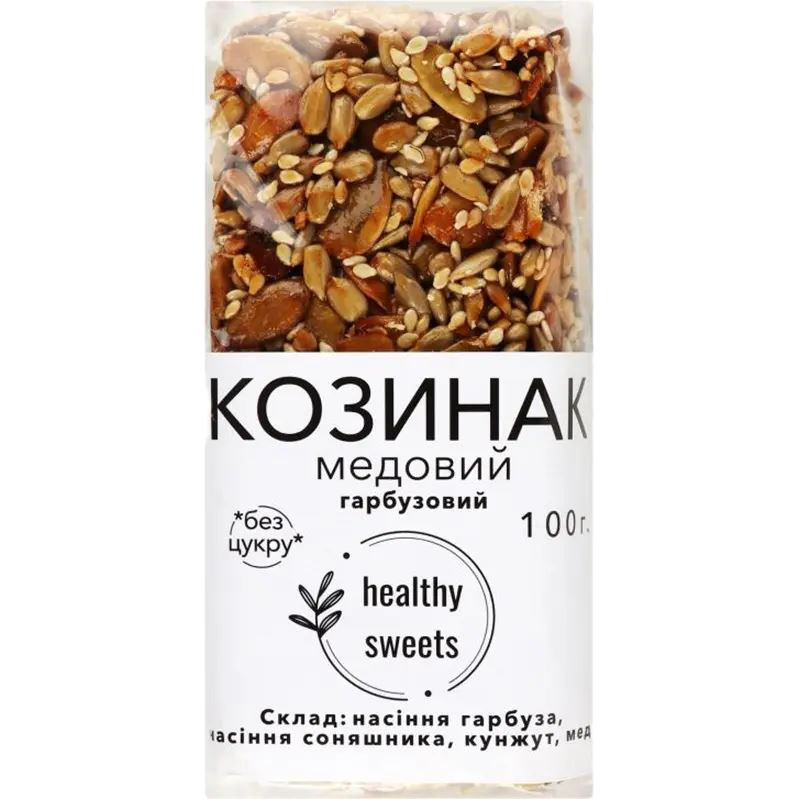 КОЗИНАК
медовий
гарбузовий
*без
цукру*
100г.
healthy
sweets
Склад: насіння гарбуза,
насіння соняшника, кунжут, мед